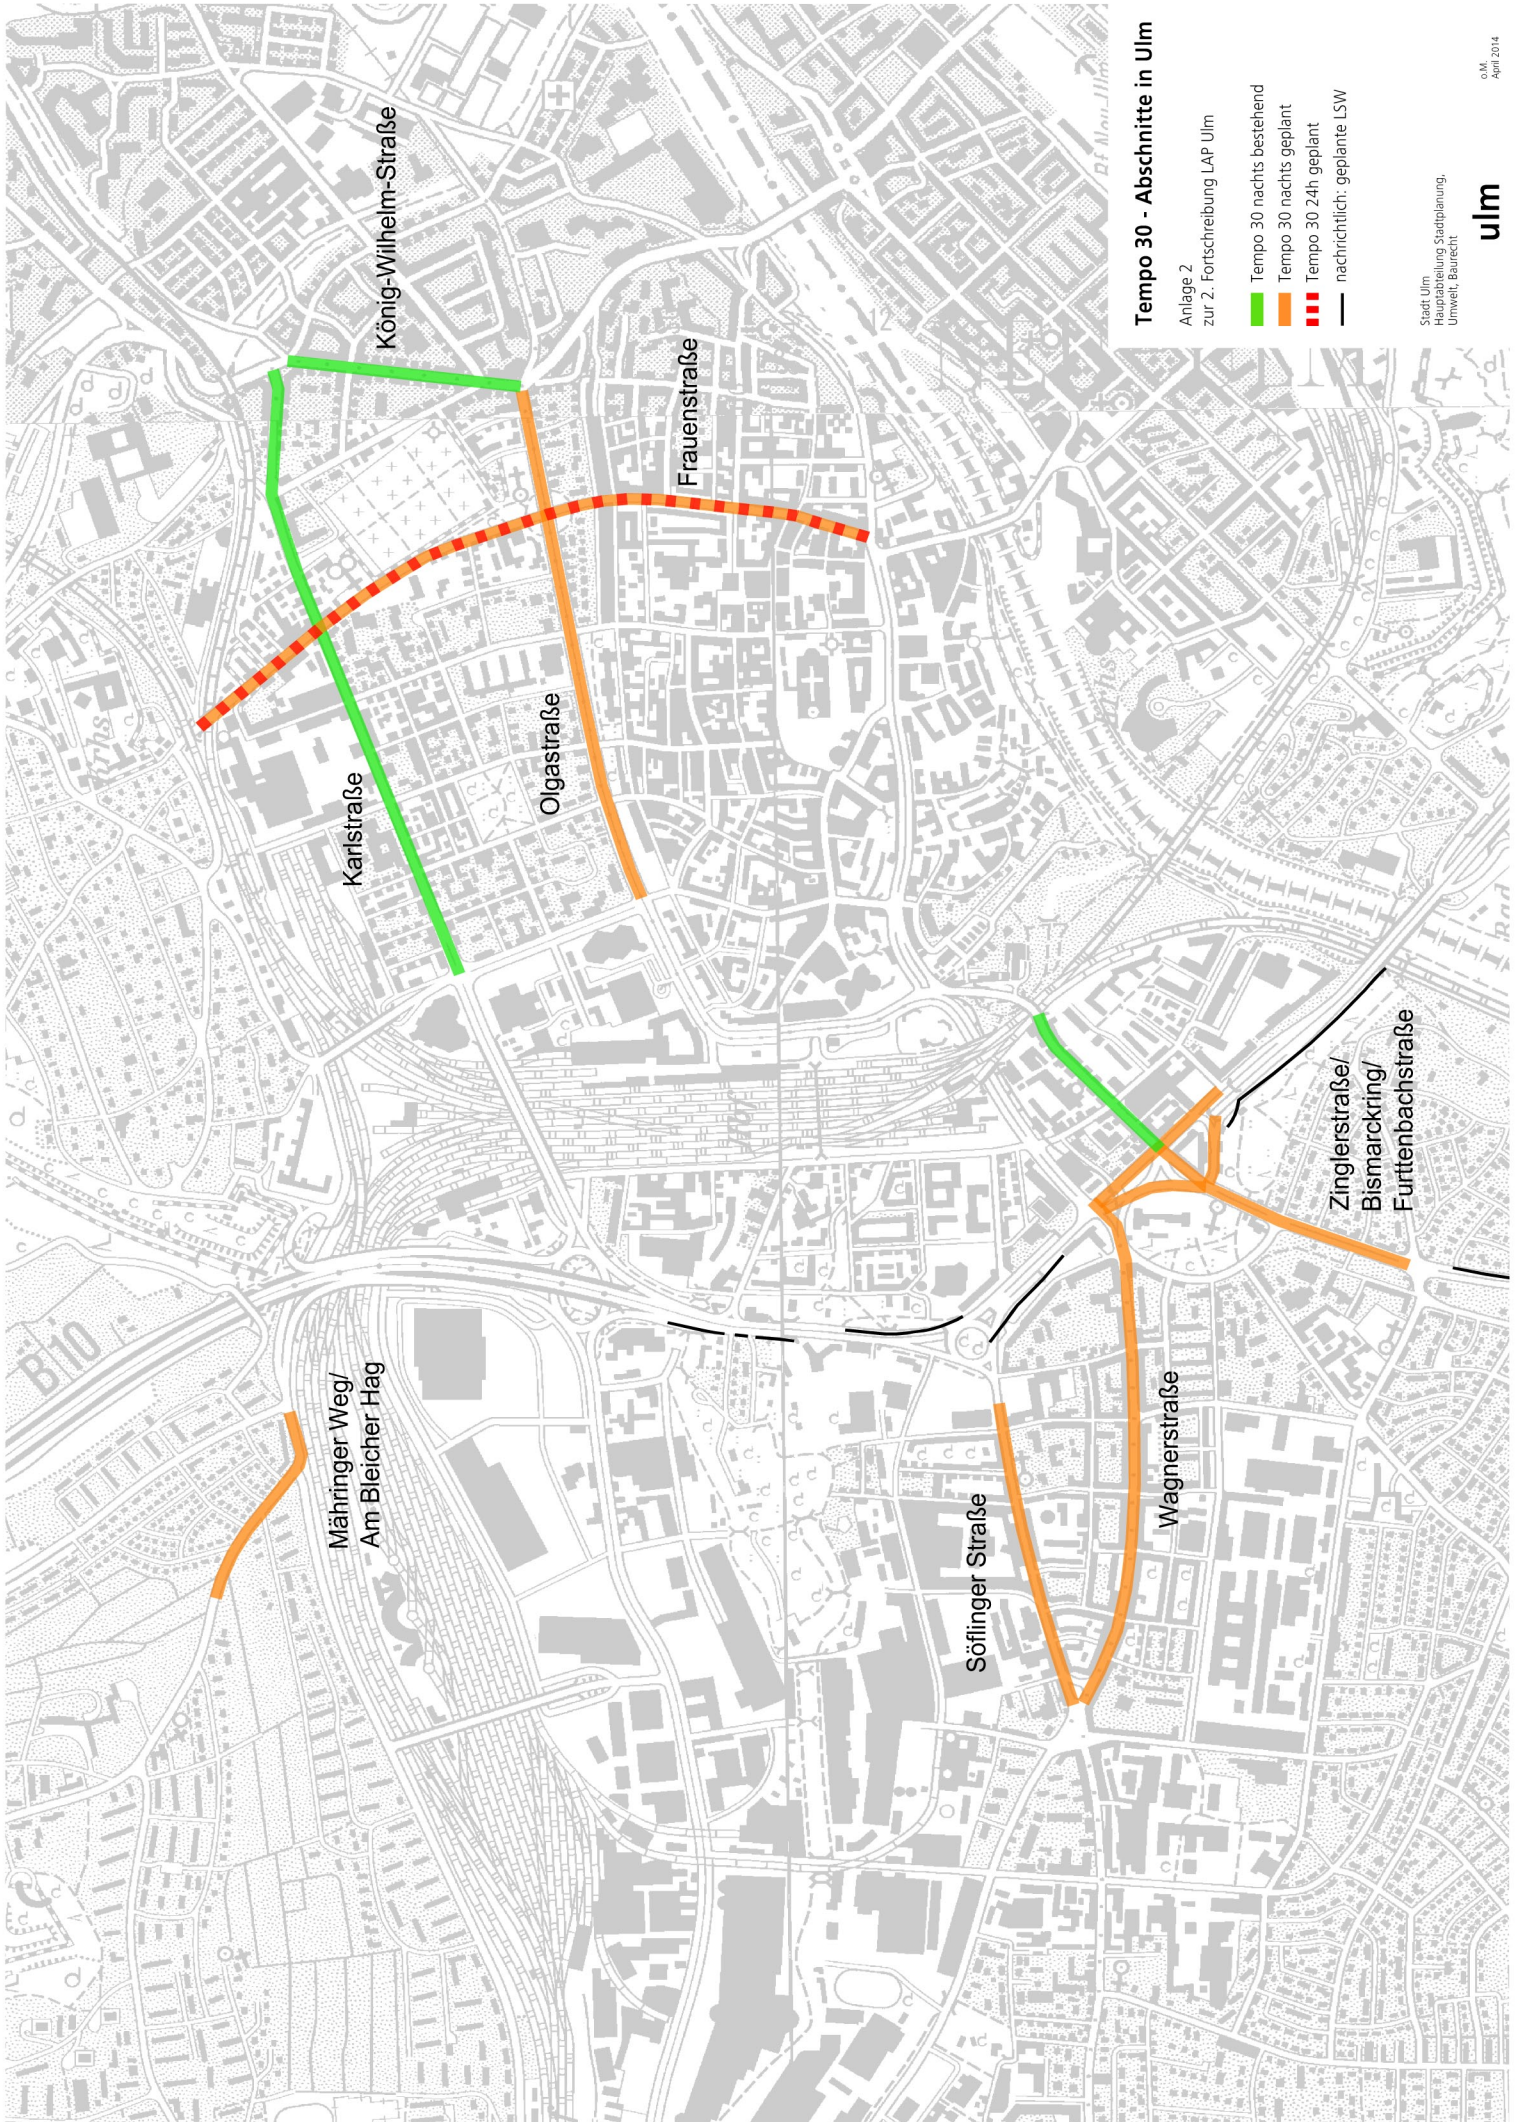 Tempo 30 - Abschnitte in Ulm
Anlage 2
zur 2. Fortschreibung LAP Ulm
Tempo 30 nachts bestehend
Tempo 30 nachts geplant
Tempo 30 24h geplant
nachrichtlich: geplante LSW
Stadt Ulm
Hauptabteilung Stadtplanung,
Umwelt, Baurecht
ulm
o.M.
April 2014
B10
Mähringer Weg/
Am Bleicher Hag
Karlstraße
König-Wilhelm-Straße
Olgastraße
Frauenstraße
Söflinger Straße
Wagnerstraße
Zinglerstraße/
Bismarckring/
Furttenbachstraße